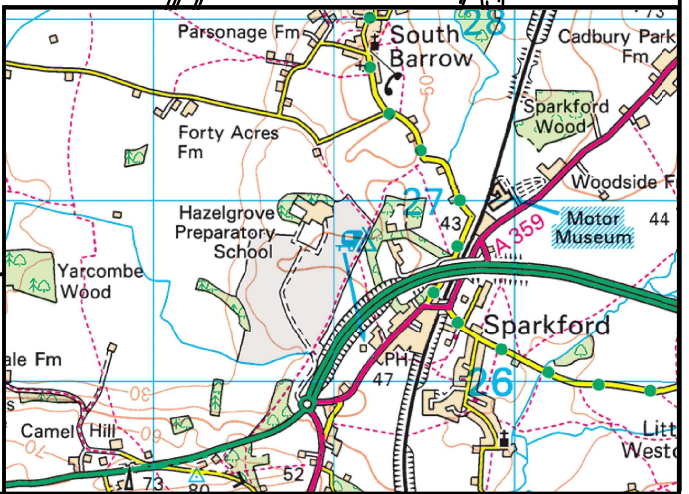 28
73
Parsonage Fm
South
Barrow
Cadbury Park
Fm
50
Sparkford
Wood
Forty Acres
Fm
Woodside F
27
Hazelgrove
Preparatory
School
43
Motor
Museum
44
A 359
Yarcombe
Wood
Sparkford
ale Fm
PH
47
26
30
s
Camel Hill
60
Litt
Westo
70
73
80
52